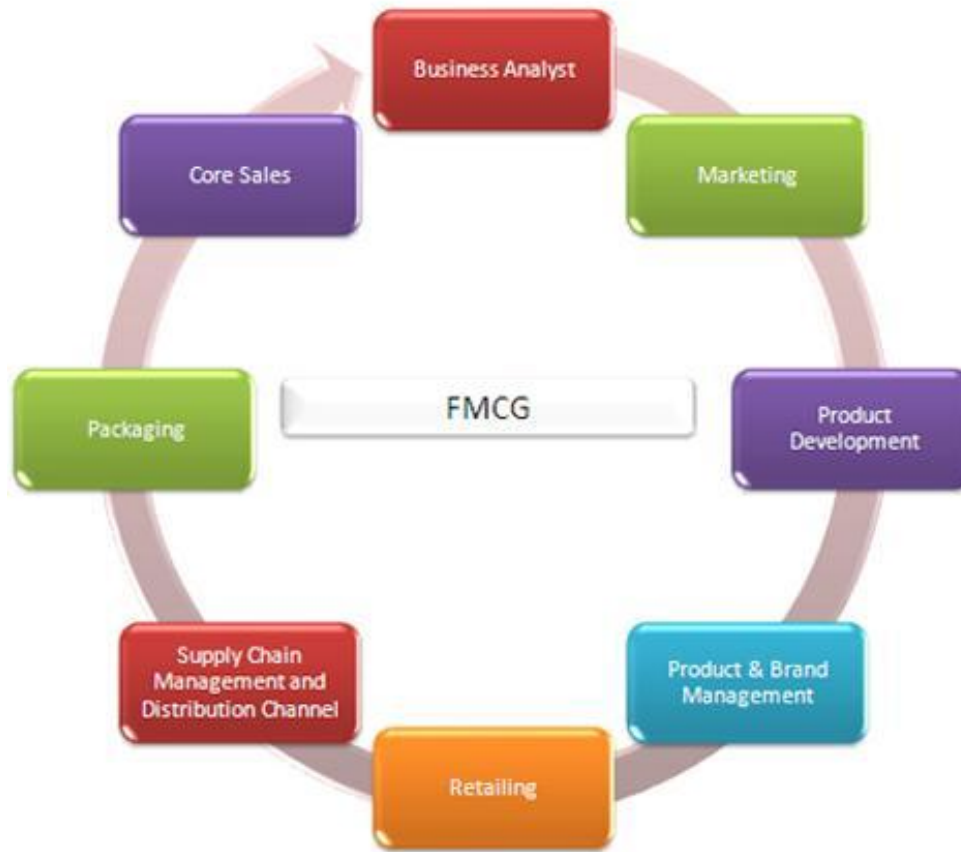 Business Analyst
Marketing
Product
Development
Product & Brand
Management
Retailing
Supply Chain
Management and
Distribution Channel
Packaging
Core Sales
FMCG